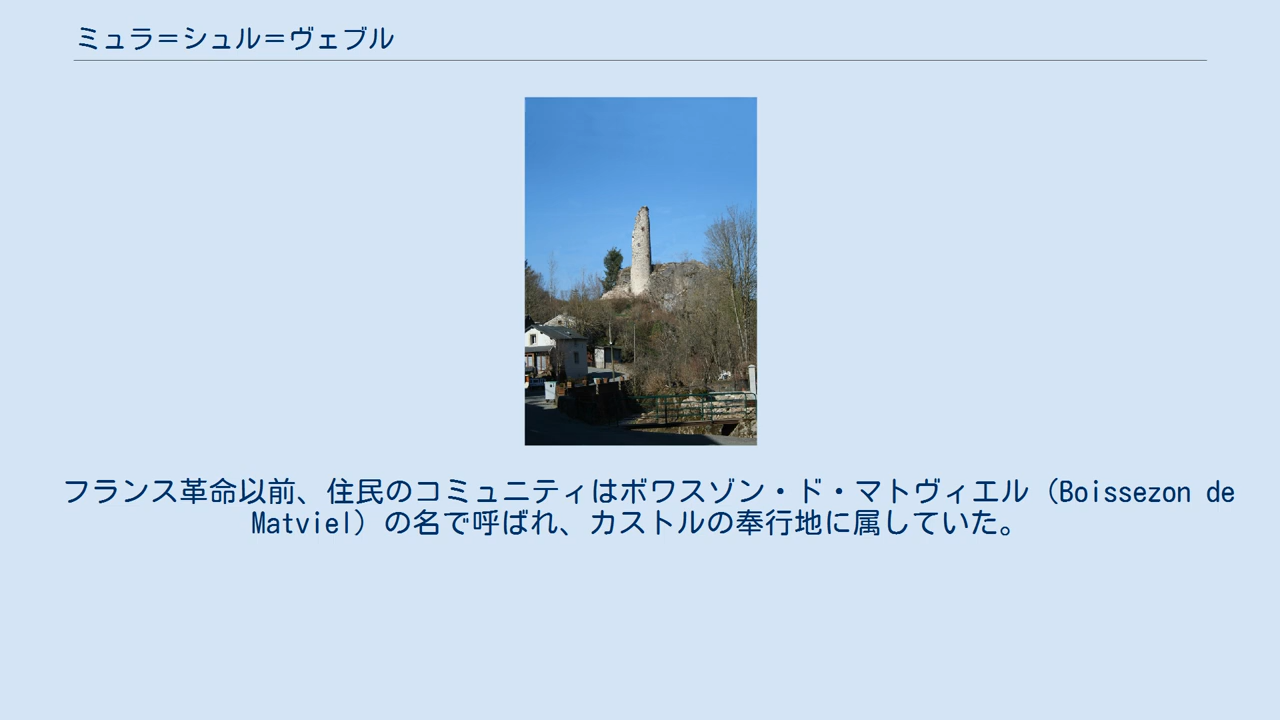 ミュラ＝シュル＝ヴェブル
フランス革命以前、住民のコミュニティはボワスゾン・ド・マトヴィエル（Boissezon de
Matviel）の名で呼ばれ、カストルの奉行地に属していた。